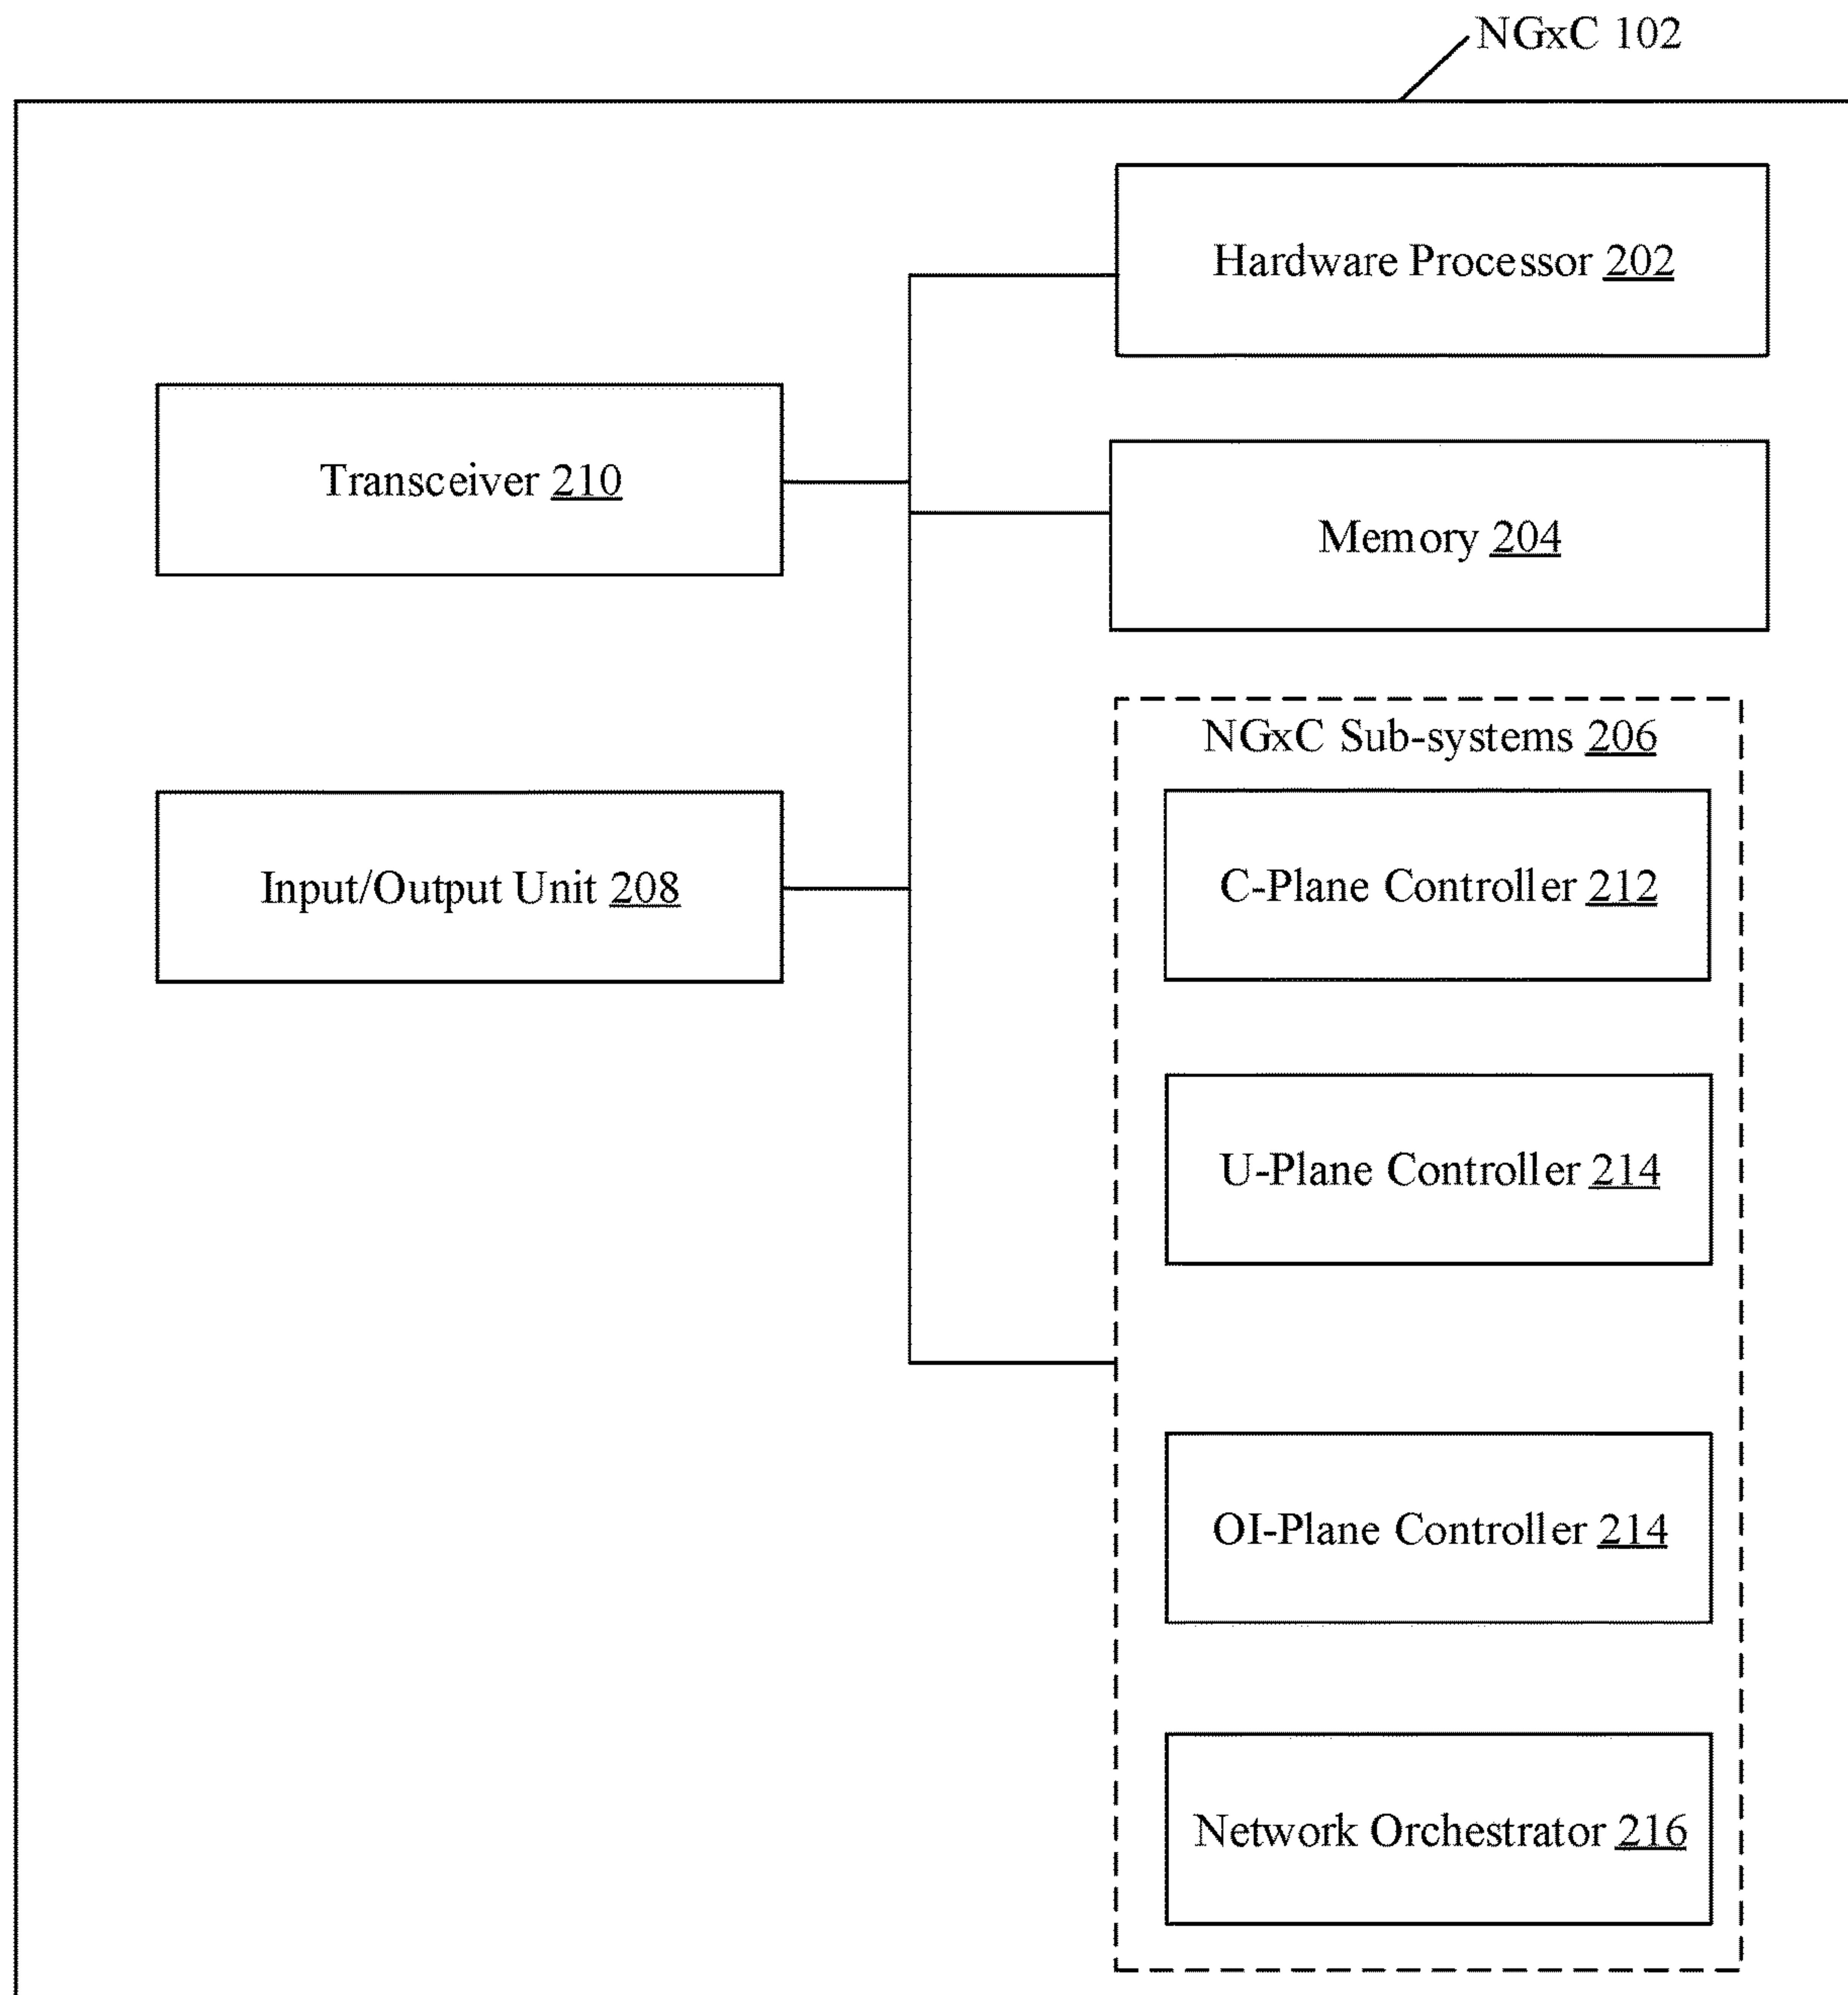 NGxC 102
Hardware Processor 202
Transceiver 210
Memory 204
NGxC Sub-systems 206
Input/Output Unit 208
C-Plane Controller 212
U-Plane Controller 214
OI-Plane Controller 214
Network Orchestrator 216